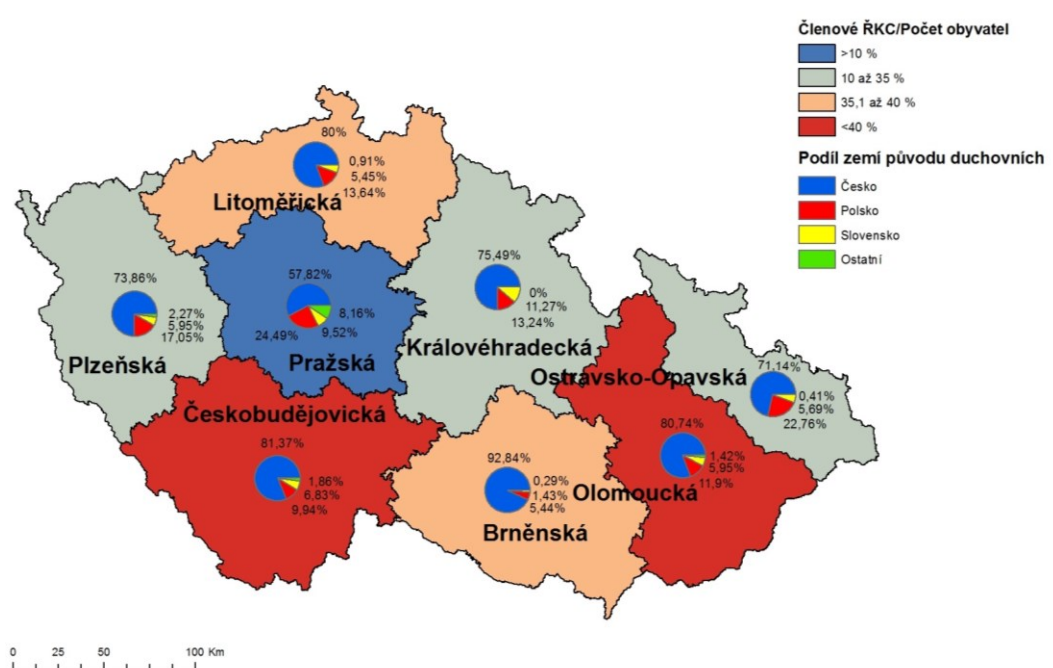 Členové ŘKC/Počet obyvatel
>10 %
10 až 35 %
35,1 až 40 %
<40 %
Podíl zemí původu duchovních
Česko
Polsko
Slovensko
Ostatní
80%
0,91%
5,45%
13,64%
Litoměřická
73,86%
2,27%
5,95%
17,05%
Plzeňská
57,82%
8,16%
24,49%
9,52%
Pražská
75,49%
0%
11,27%
13,24%
Královéhradecká
Ostravsko-Opavská
71,14%
0,41%
5,69%
22,76%
Českobudějovická
81,37%
1,86%
6,83%
9,94%
92,84%
0,29%
1,43%
5,44%
Brněnská
80,74%
1,42%
5,95%
11,9%
Olomoucká
0 25 50 100 Km